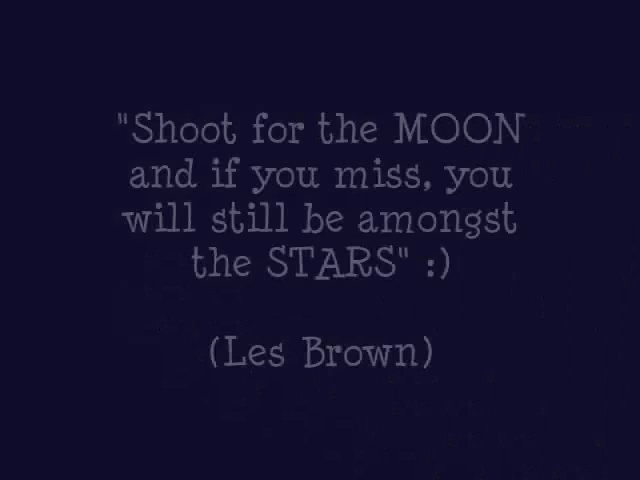 "Shoot for the MOON
and if you miss, you
will still be amongst
the STARS" :)
(Les Brown)